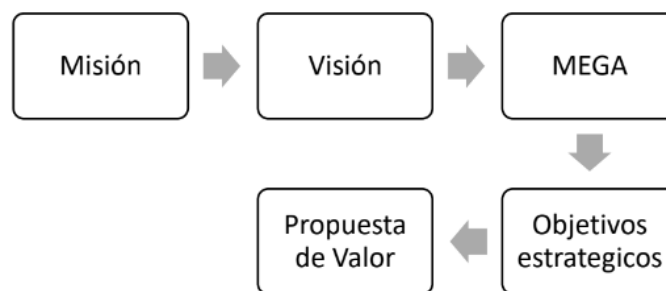 Misión
Visión
MEGA
Objetivos
estrategicos
Propuesta
de Valor